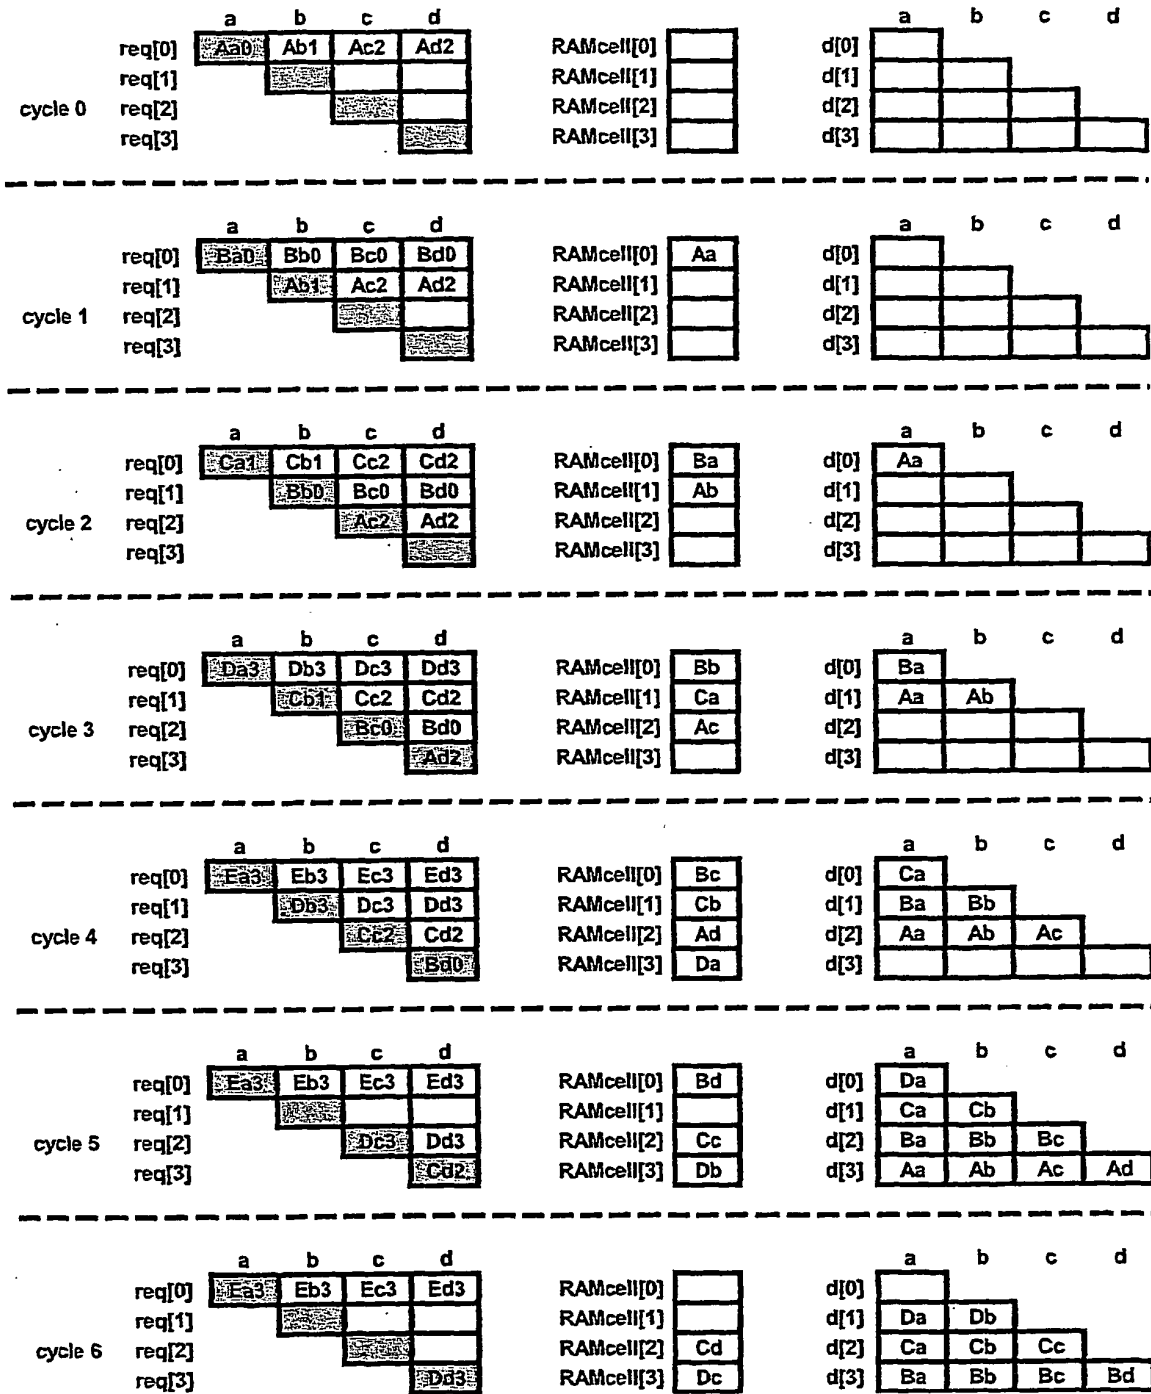 a b c d a b c d
req[0] Aa0 Ab1 Ac2 Ad2 RAMcell[0] d[0]
req[1] RAMcell[1] d[1]
cycle 0 req[2] RAMcell[2] d[2]
req[3] RAMcell[3] d[3]
a b c d a b c d
req[0] Ba0 Bb0 Bc0 Bd0 RAMcell[0] Aa d[0]
req[1] Ab1 Ac2 Ad2 RAMcell[1] d[1]
cycle 1 req[2] RAMcell[2] d[2]
req[3] RAMcell[3] d[3]
a b c d a b c d
req[0] Ca1 Cb1 Cc2 Cd2 RAMcell[0] Ba d[0] Aa
req[1] Bb0 Bc0 Bd0 RAMcell[1] Ab d[1]
cycle 2 req[2] Ac2 Ad2 RAMcell[2] d[2]
req[3] RAMcell[3] d[3]
a b c d a b c d
req[0] Da3 Db3 Dc3 Dd3 RAMcell[0] Bb d[0] Ba
req[1] Cb1 Cc2 Cd2 RAMcell[1] Ca d[1] Aa Ab
cycle 3 req[2] Bc0 Bd0 RAMcell[2] Ac d[2]
req[3] Ad2 RAMcell[3] d[3]
a b c d a b c d
req[0] Ea3 Eb3 Ec3 Ed3 RAMcell[0] Bc d[0] Ca
req[1] Db3 Dc3 Dd3 RAMcell[1] Cb d[1] Ba Bb
cycle 4 req[2] Cc2 Cd2 RAMcell[2] Ad d[2] Aa Ab Ac
req[3] Bd0 RAMcell[3] Da d[3]
a b c d a b c d
req[0] Ea3 Eb3 Ec3 Ed3 RAMcell[0] Bd d[0] Da
req[1] RAMcell[1] d[1] Ca Cb
cycle 5 req[2] Dc3 Dd3 RAMcell[2] Cc d[2] Ba Bb Bc
req[3] Cd2 RAMcell[3] Db d[3] Aa Ab Ac Ad
a b c d a b c d
req[0] Ea3 Eb3 Ec3 Ed3 RAMcell[0] d[0]
req[1] RAMcell[1] d[1] Da Db
cycle 6 req[2] RAMcell[2] Cd d[2] Ca Cb Cc
req[3] Dd3 RAMcell[3] Dc d[3] Ba Bb Bc Bd